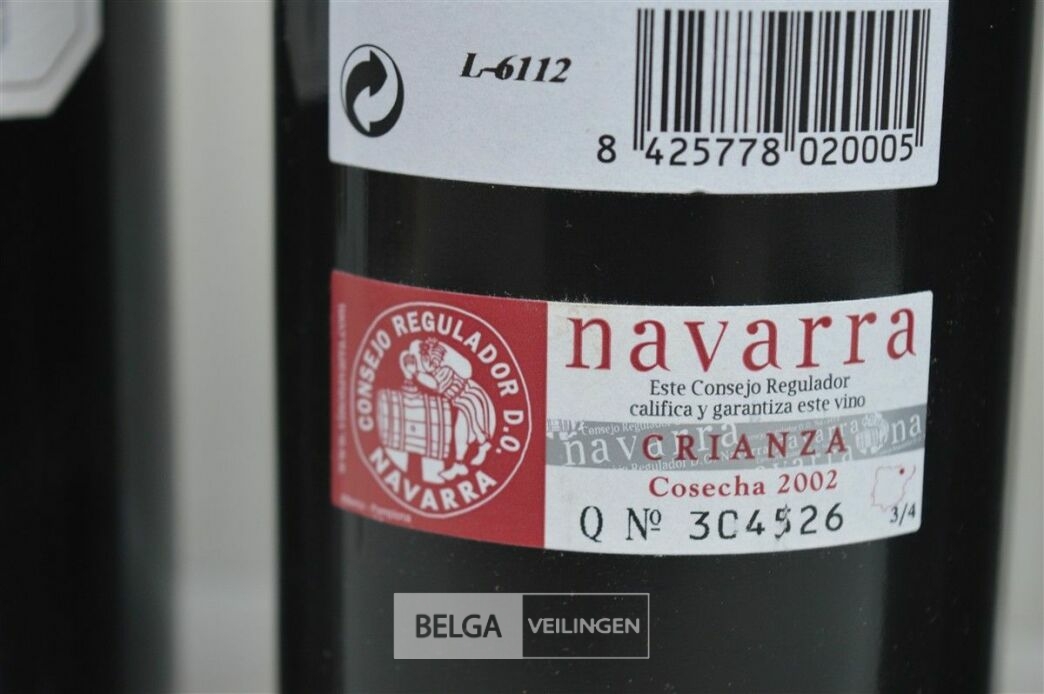 L-6112
8 425778 020005
CONSEJO REGULADOR D.O.
NAVARRA
navarra
Este Consejo Regulador
califica y garantiza este vino
CRIANZA
Cosecha 2002
Q Nº 304526
3/4
BELGA VEILINGEN